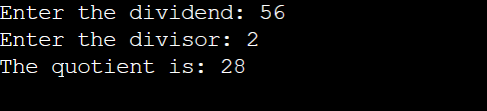 Enter the dividend: 56
Enter the divisor: 2
The quotient is: 28